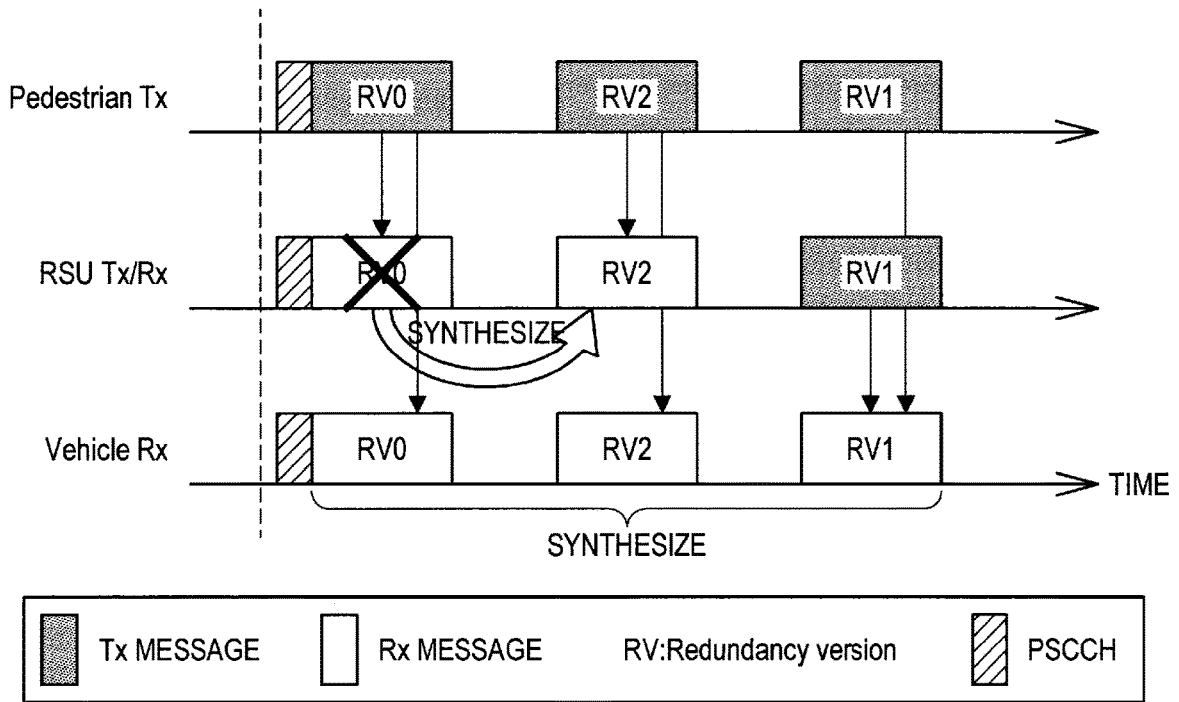 Pedestrian Tx RV0 RV2 RV1
RSU Tx/Rx RV0 RV2 RV1
SYNTHESIZE
Vehicle Rx RV0 RV2 RV1
TIME
SYNTHESIZE
Tx MESSAGE Rx MESSAGE RV:Redundancy version PSCCH